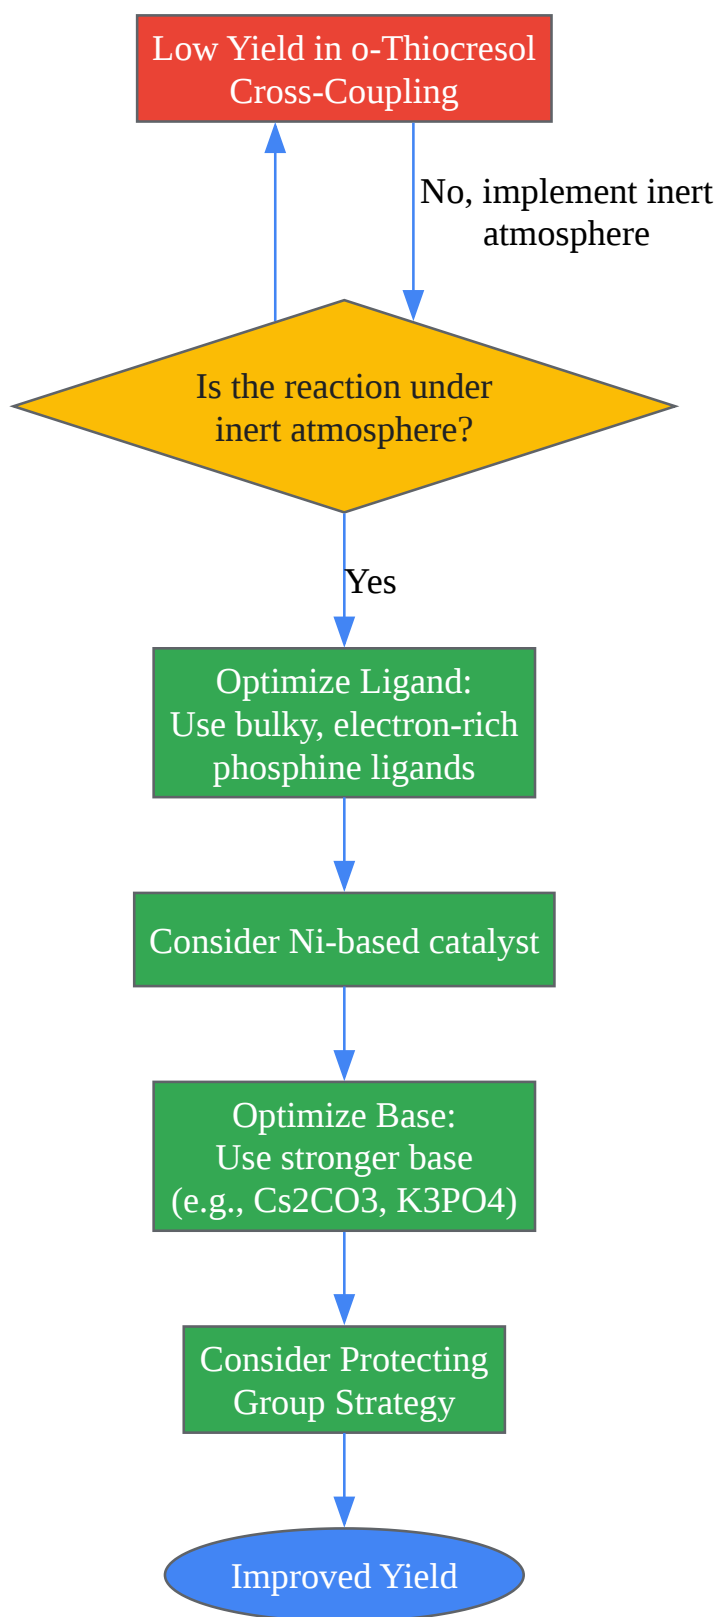 Low Yield in o-Thiocresol
Cross-Coupling
No, implement inert
atmosphere
Is the reaction under
inert atmosphere?
Yes
Optimize Ligand:
Use bulky, electron-rich
phosphine ligands
Consider Ni-based catalyst
Optimize Base:
Use stronger base
(e.g., Cs2CO3, K3PO4)
Consider Protecting
Group Strategy
Improved Yield